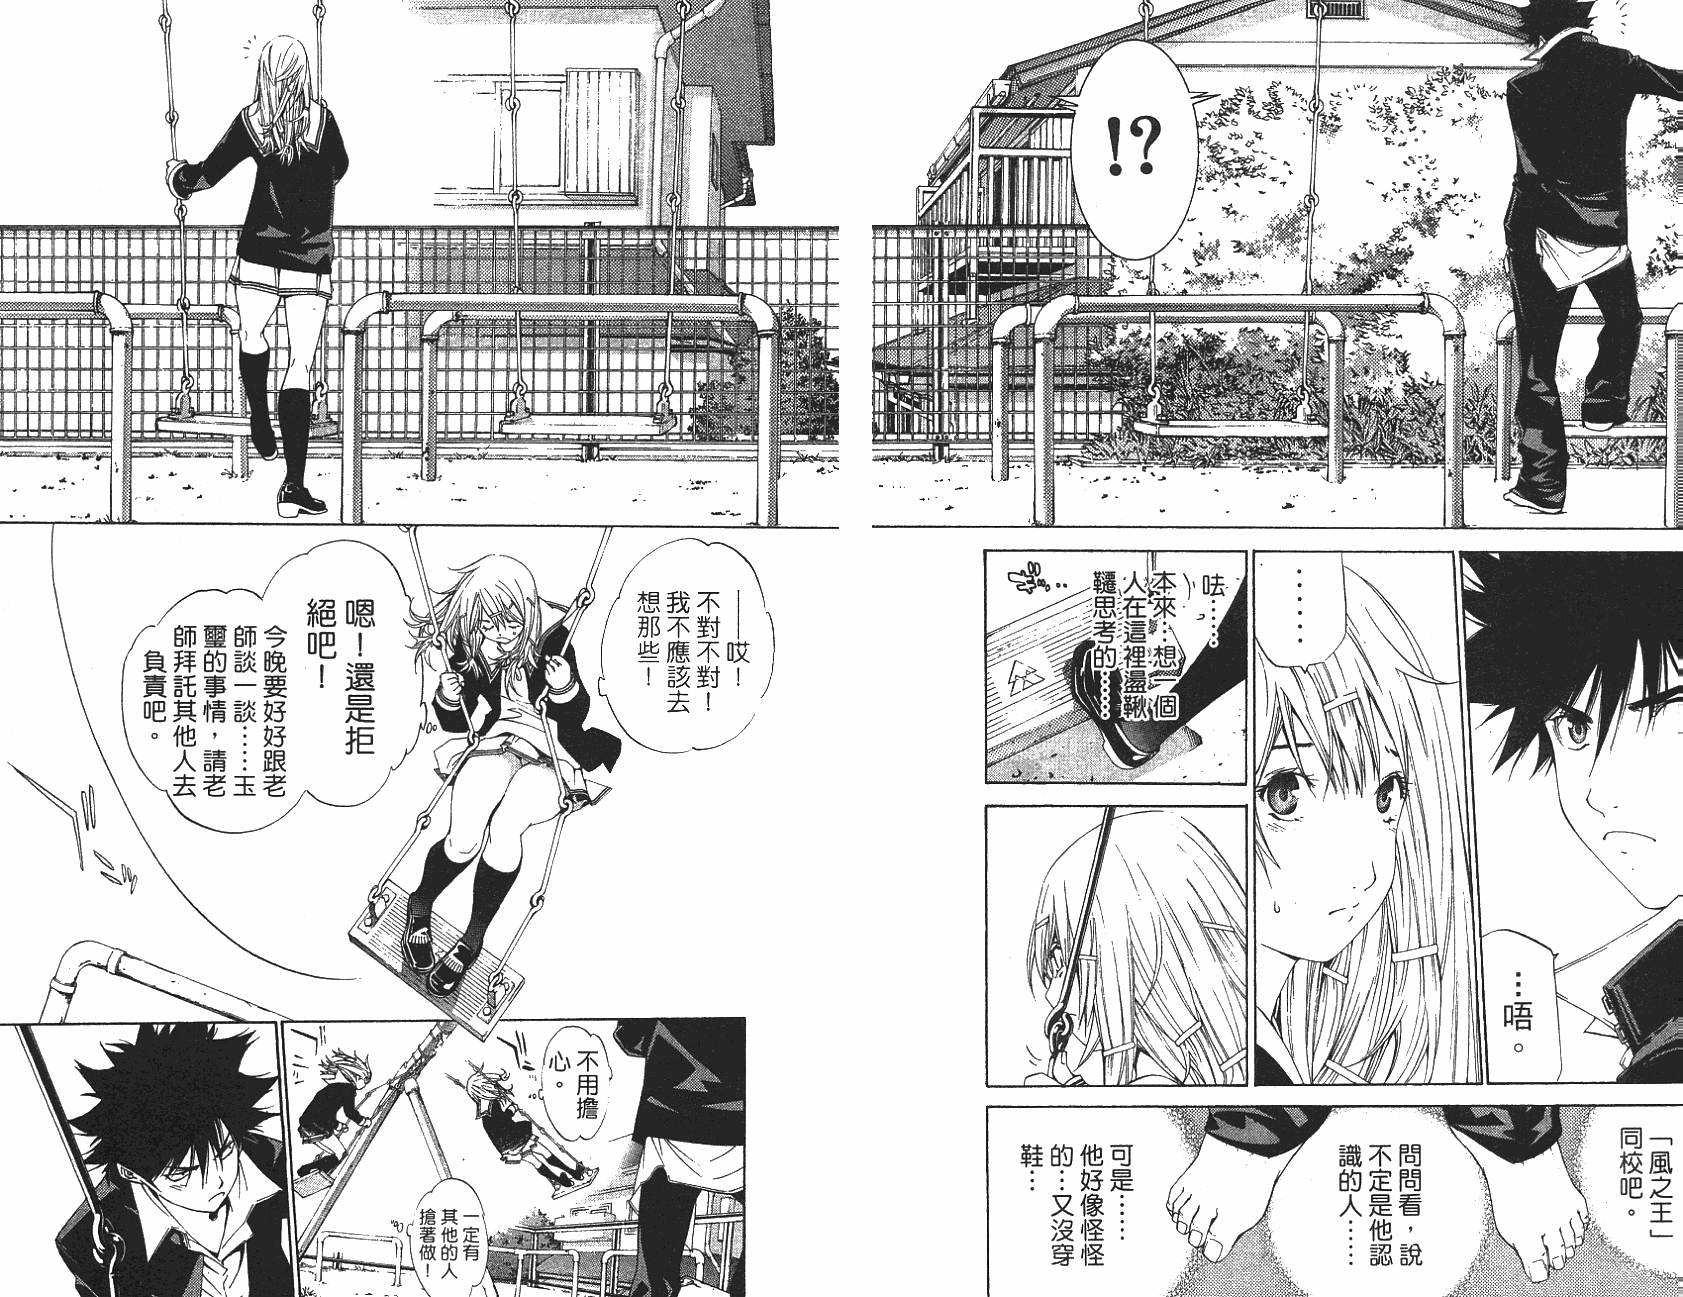 !?
…唔。
……
呿……
本來…想一個
人在這裡盪鞦
韆思考的……
「風之王」
同校吧。
問問看，說
不定是他認
識的人……
可是……
他好像怪怪
的…又沒穿
鞋…
——哎！
不對不對！
我不應該去
想那些！
嗯！還是拒
絕吧！
今晚要好好跟老
師談一談……玉
璽的事情，請老
師拜託其他人去
負責吧。
不用擔
心。
一定有
其他的人
搶著做！